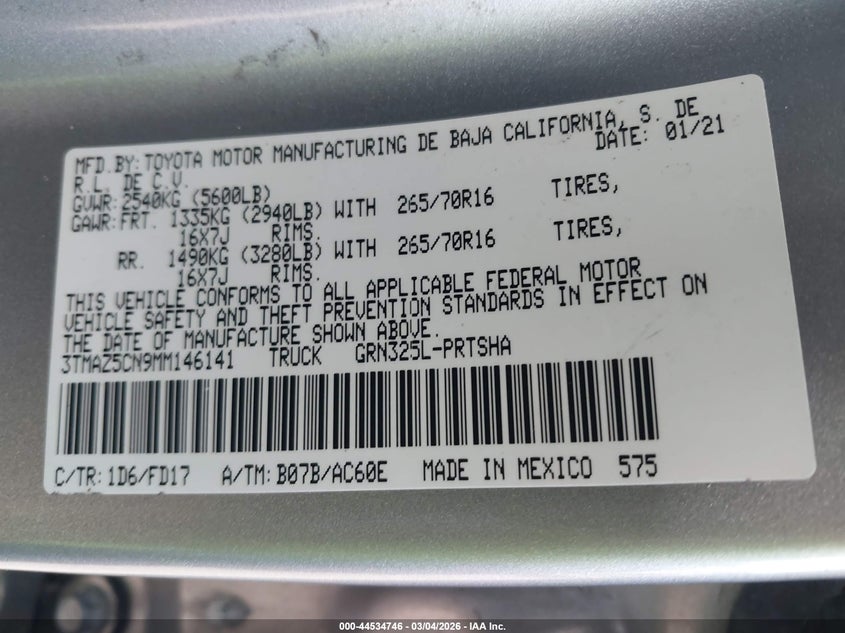 MFD.BY: TOYOTA MOTOR MANUFACTURING DE BAJA CALIFORNIA, S. DE
R.L. DE C.V. DATE: 01/21
GVWR: 2540KG (5600LB)
GAWR: FRT. 1335KG (2940LB) WITH 265/70R16 TIRES,
16X7J RIMS.
RR. 1490KG (3280LB) WITH 265/70R16 TIRES,
16X7J RIMS.
THIS VEHICLE CONFORMS TO ALL APPLICABLE FEDERAL MOTOR
VEHICLE SAFETY AND THEFT PREVENTION STANDARDS IN EFFECT ON
THE DATE OF MANUFACTURE SHOWN ABOVE.
3TMAZ5CN9MM146141 TRUCK GRN325L-PRTSHA
C/TR: 1D6/FD17 A/TM: B07B/AC60E MADE IN MEXICO 575
000-44534746 — 03/04/2026 — IAA Inc.